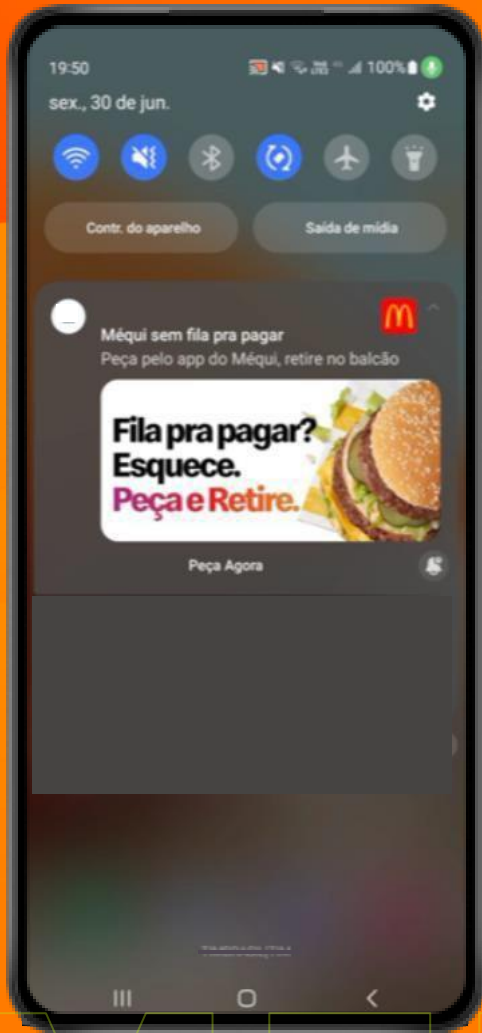 19:50
100%
sex., 30 de jun.
Contr. do aparelho
Saída de mídia
Méqui sem fila pra pagar
Peça pelo app do Méqui, retire no balcão
Fila pra pagar?
Esquece.
Peça e Retire.
Peça Agora